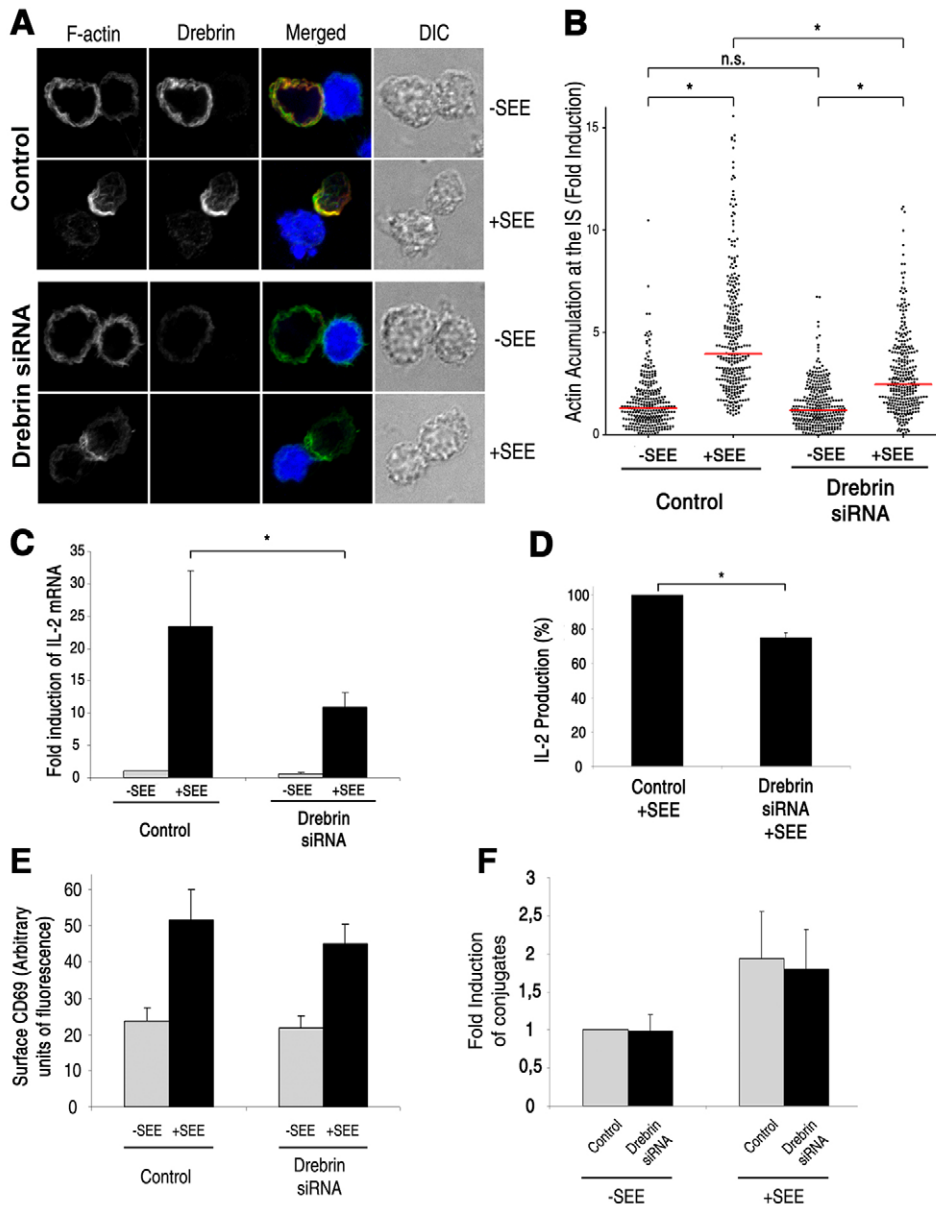 A
F-actin Drebrin Merged DIC
Control
-SEE
+SEE
Drebrin siRNA
-SEE
+SEE
B
Actin Acumulation at the IS (Fold Induction)
15
10
5
0
n.s.
*
*
*
-SEE +SEE -SEE +SEE
Control
Drebrin
siRNA
C
Fold induction of IL-2 mRNA
35
30
25
20
15
10
5
0
*
-SEE +SEE -SEE +SEE
Control
Drebrin
siRNA
D
IL-2 Production (%)
100
80
60
40
20
0
*
Control
+SEE
Drebrin
siRNA
+SEE
E
Surface CD69 (Arbitrary
units of fluorescence)
60
50
40
30
20
10
0
-SEE +SEE -SEE +SEE
Control
Drebrin
siRNA
F
Fold Induction
of conjugates
3
2,5
2
1,5
1
0,5
0
Control
Drebrin
siRNA
Control
Drebrin
siRNA
-SEE
+SEE